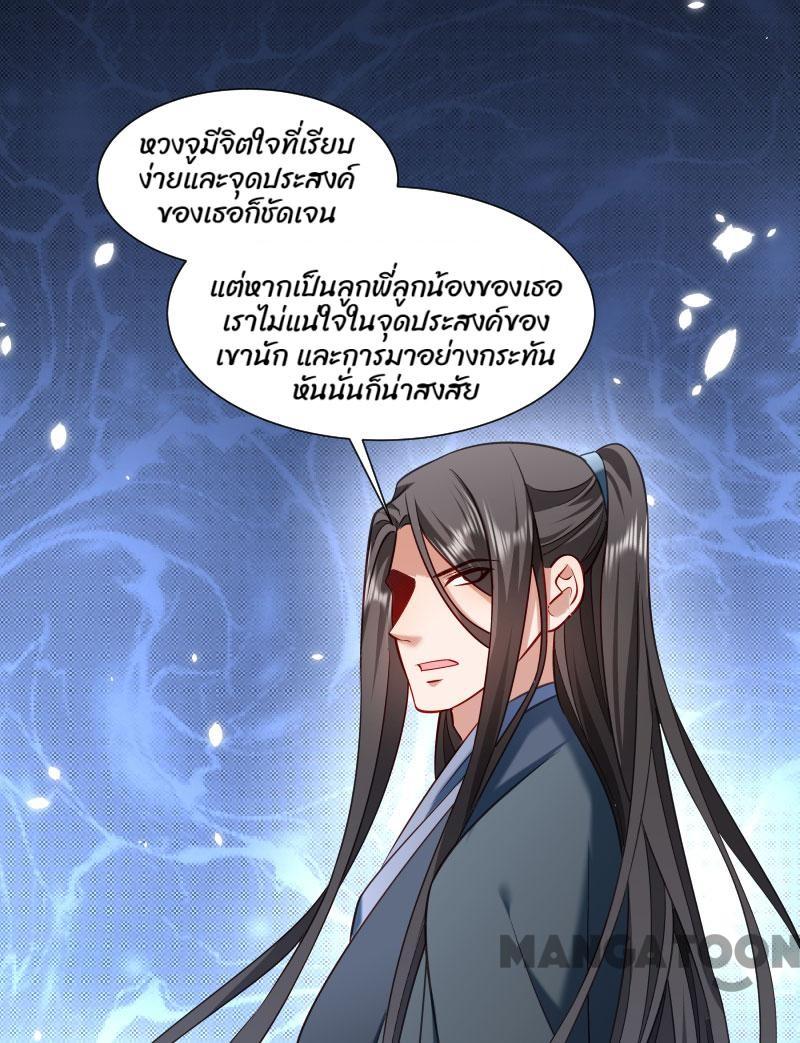 หวงจูมีจิตใจที่เรียบ
ง่ายและจุดประสงค์
ของเธอก็ชัดเจน
แต่หากเป็นลูกพี่ลูกน้องของเธอ
เราไม่แน่ใจในจุดประสงค์ของ
เขานัก และการมาอย่างกระทัน
หันนั่นก็น่าสงสัย
MANGATOON